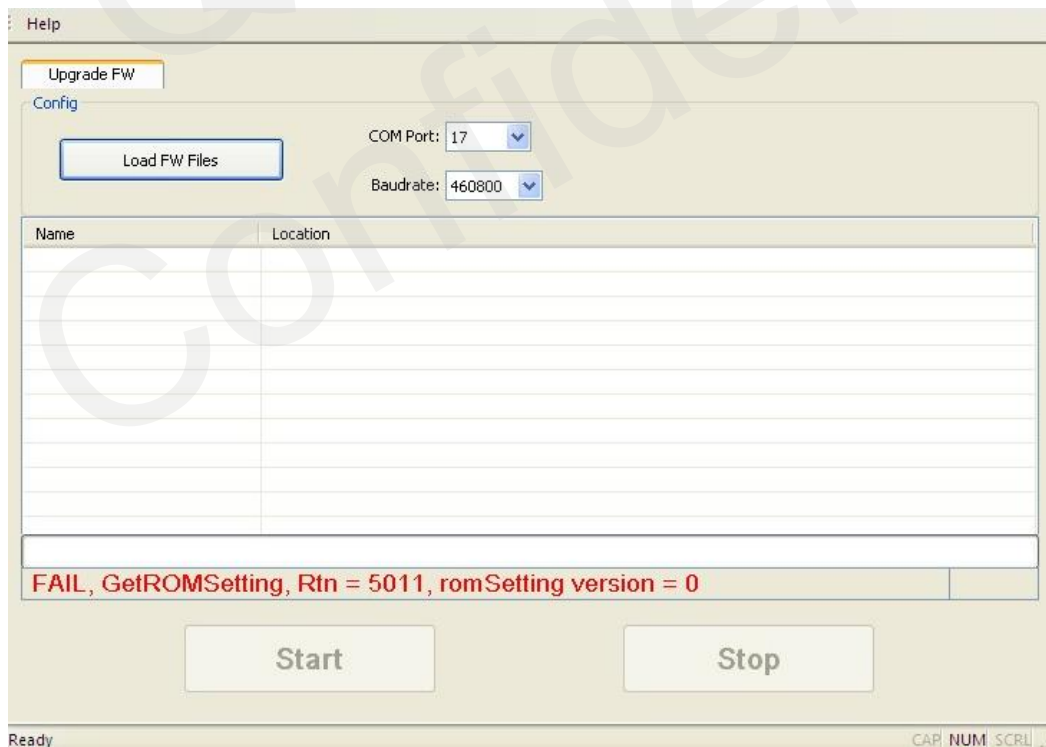 Help
Upgrade FW
Config
Load FW Files
COM Port: 17
Baudrate: 460800
Name Location
FAIL, GetROMSetting, Rtn = 5011, romSetting version = 0
Start Stop
Ready CAP NUM SCRL